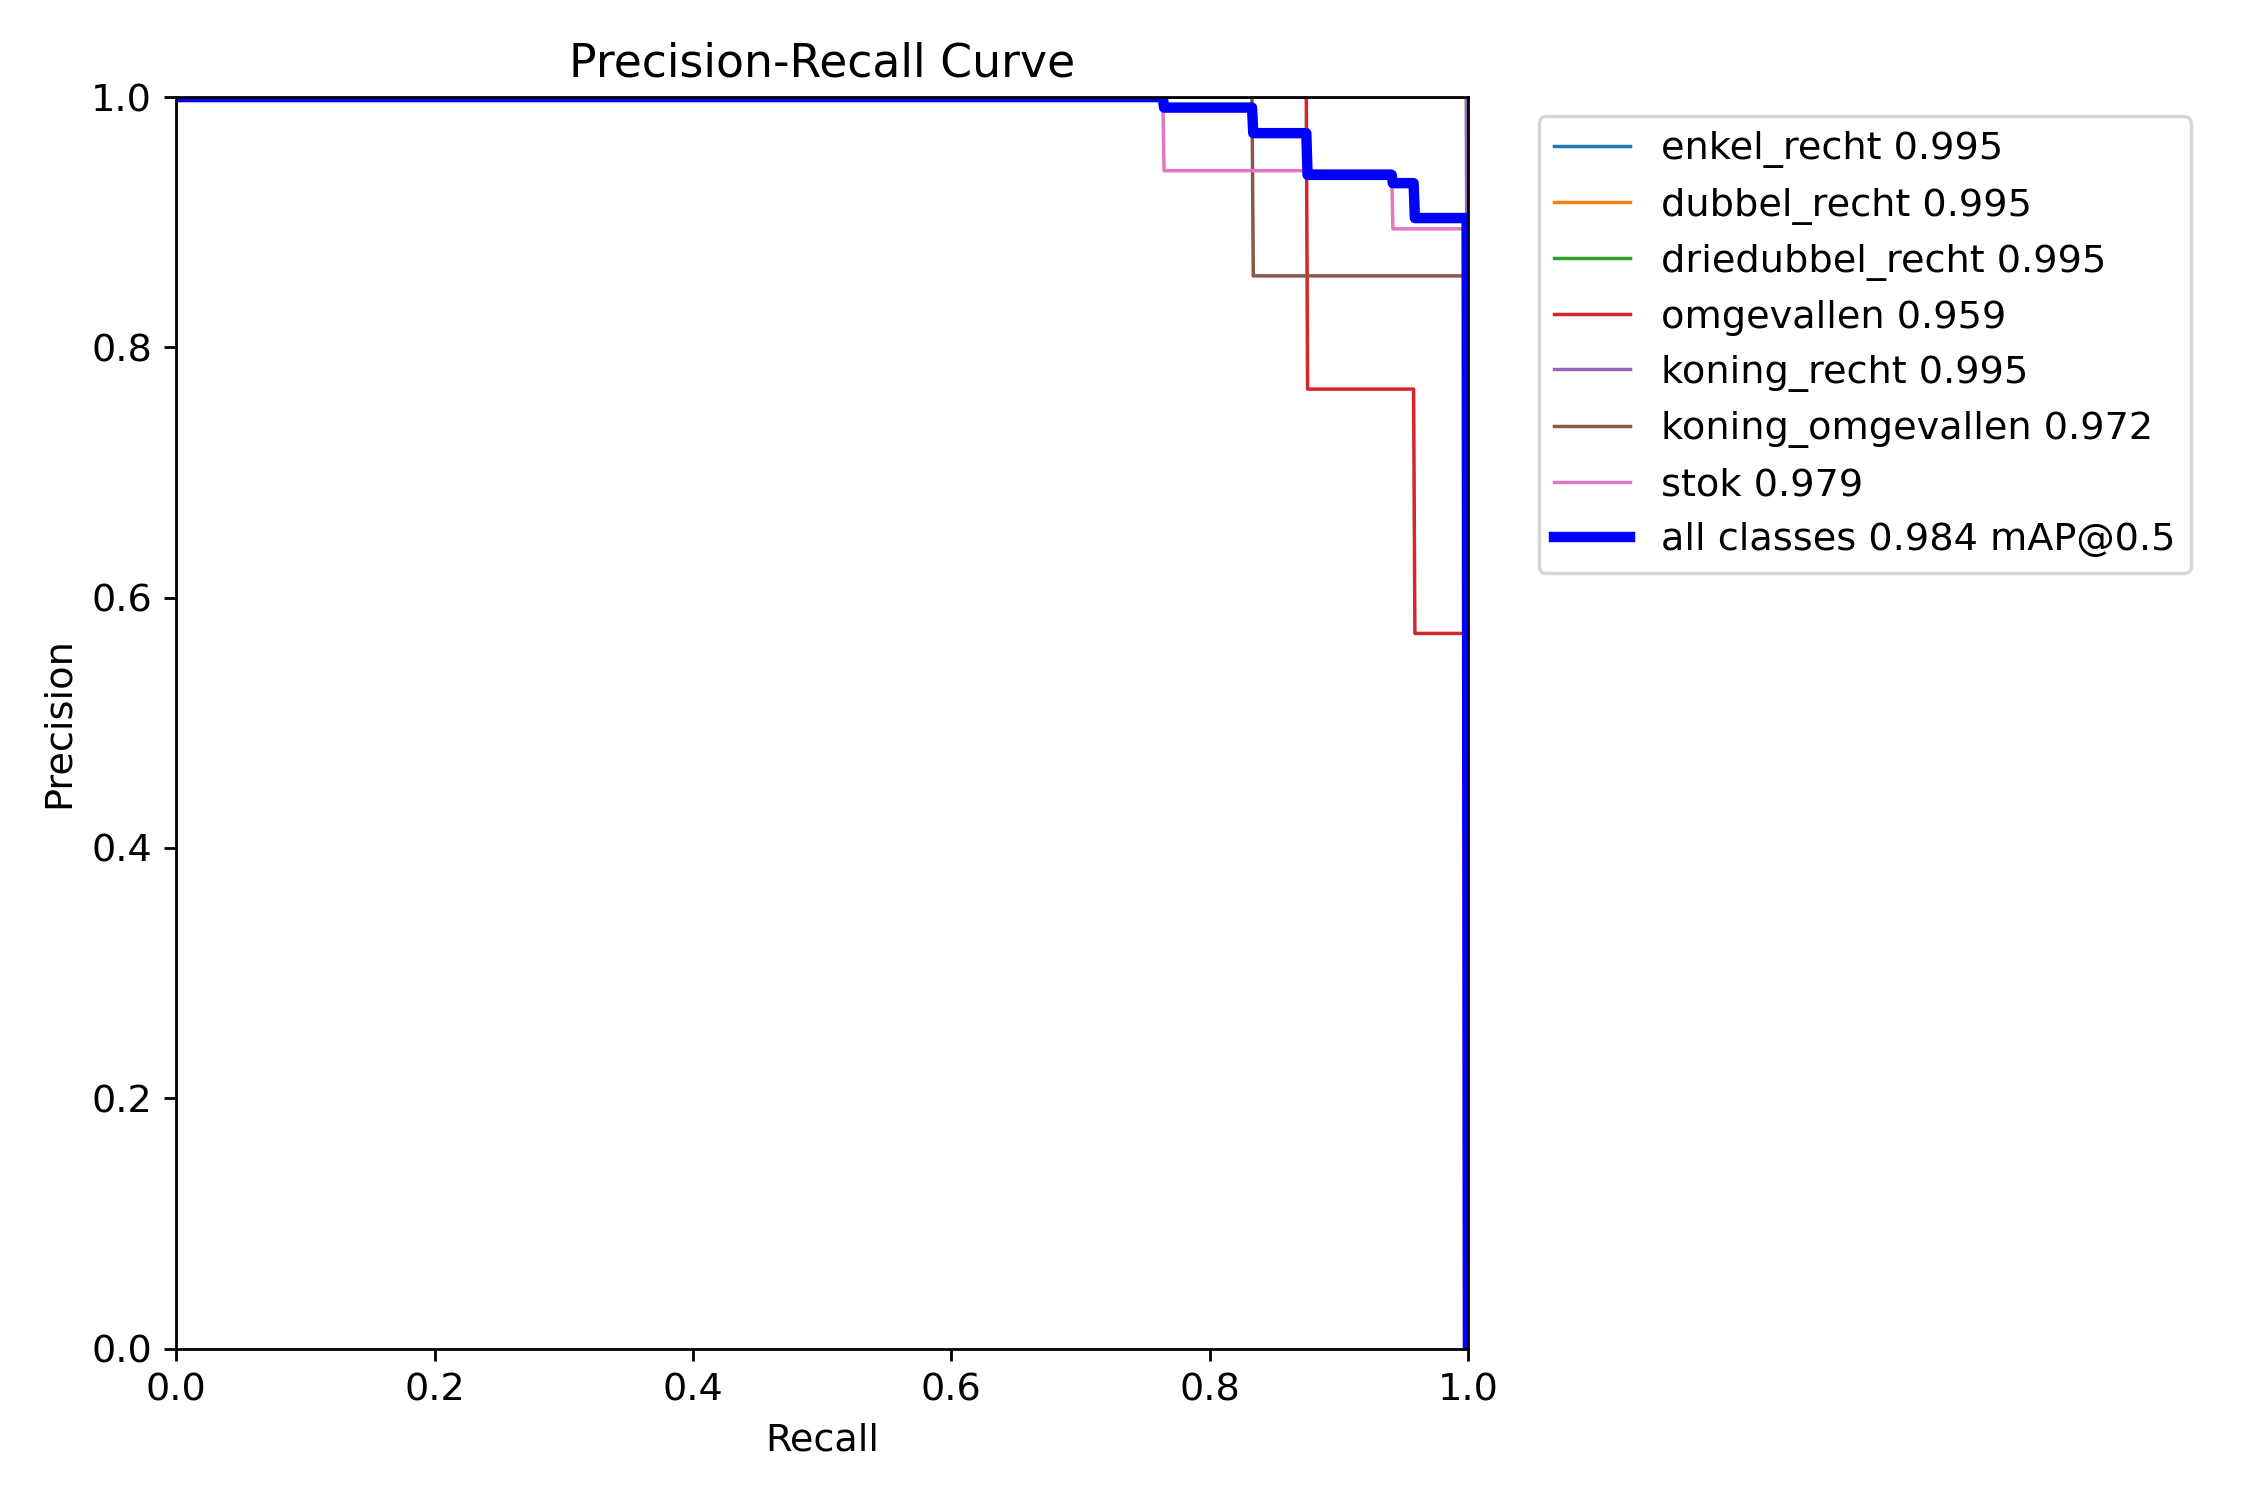 Precision-Recall Curve
1.0
0.8
0.6
0.4
0.2
0.0
Precision
0.0 0.2 0.4 0.6 0.8 1.0
Recall
enkel_recht 0.995
dubbel_recht 0.995
driedubbel_recht 0.995
omgevallen 0.959
koning_recht 0.995
koning_omgevallen 0.972
stok 0.979
all classes 0.984 mAP@0.5